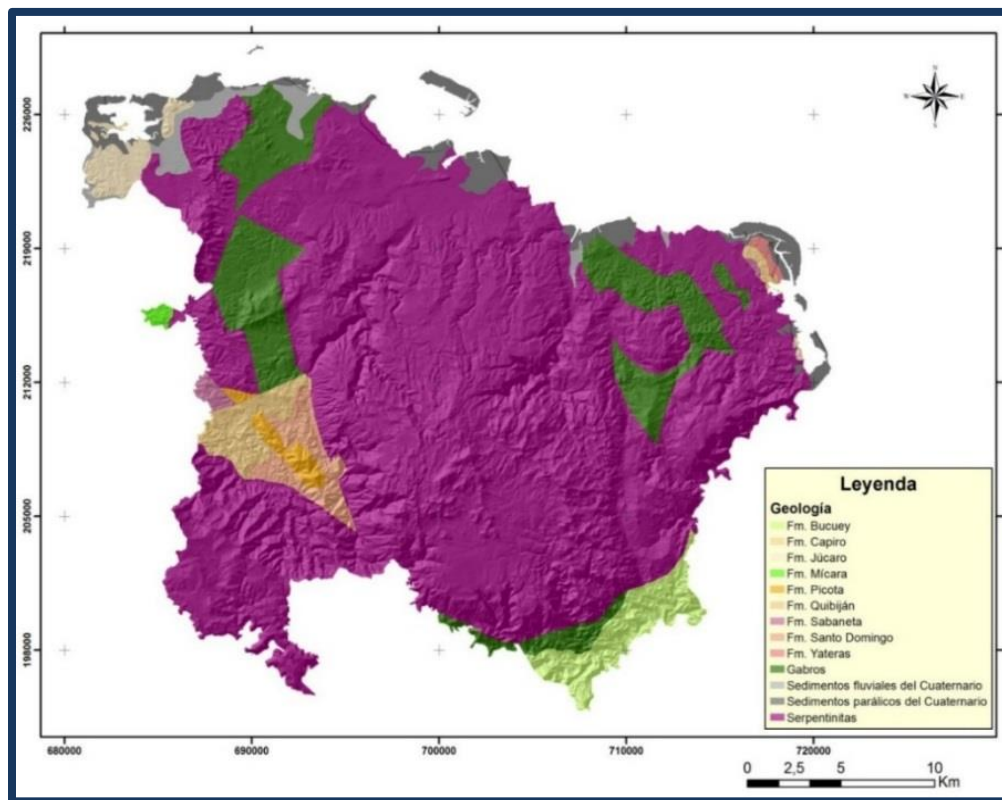 N
W
E
S
226000
219000
212000
205000
198000
680000
690000
700000
710000
720000
Leyenda
Geología
Fm. Bucuey
Fm. Capiro
Fm. Júcaro
Fm. Mícara
Fm. Picota
Fm. Quibiján
Fm. Sabaneta
Fm. Santo Domingo
Fm. Yateras
Gabros
Sedimentos fluviales del Cuaternario
Sedimentos parálicos del Cuaternario
Serpentinitas
0 2,5 5 10
Km